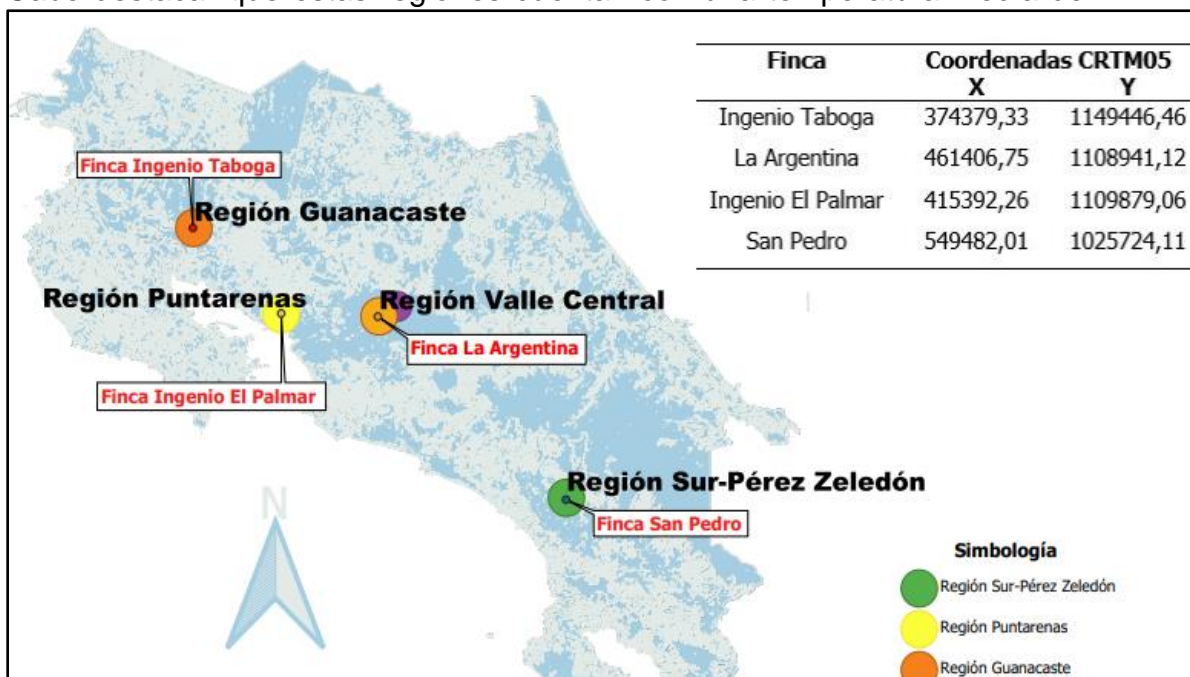 Finca Coordenadas CRTM05
X Y
Ingenio Taboga 374379,33 1149446,46
La Argentina 461406,75 1108941,12
Ingenio El Palmar 415392,26 1109879,06
San Pedro 549482,01 1025724,11
Finca Ingenio Taboga
Región Guanacaste
Región Puntarenas
Región Valle Central
Finca La Argentina
Finca Ingenio El Palmar
Región Sur-Pérez Zeledón
Finca San Pedro
N
Simbología
Región Sur-Pérez Zeledón
Región Puntarenas
Región Guanacaste